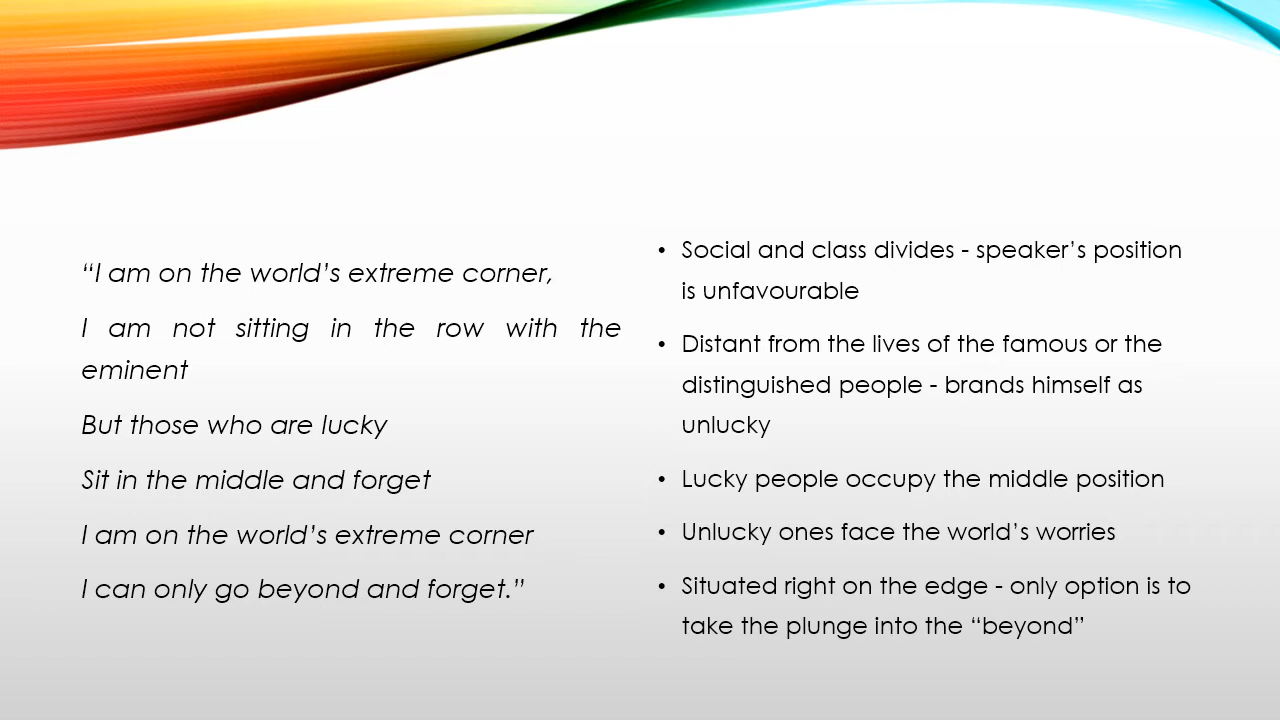 “I am on the world’s extreme corner,
I am not sitting in the row with the
eminent
But those who are lucky
Sit in the middle and forget
I am on the world’s extreme corner
I can only go beyond and forget.”
• Social and class divides - speaker’s position
is unfavourable
• Distant from the lives of the famous or the
distinguished people - brands himself as
unlucky
• Lucky people occupy the middle position
• Unlucky ones face the world’s worries
• Situated right on the edge - only option is to
take the plunge into the “beyond”